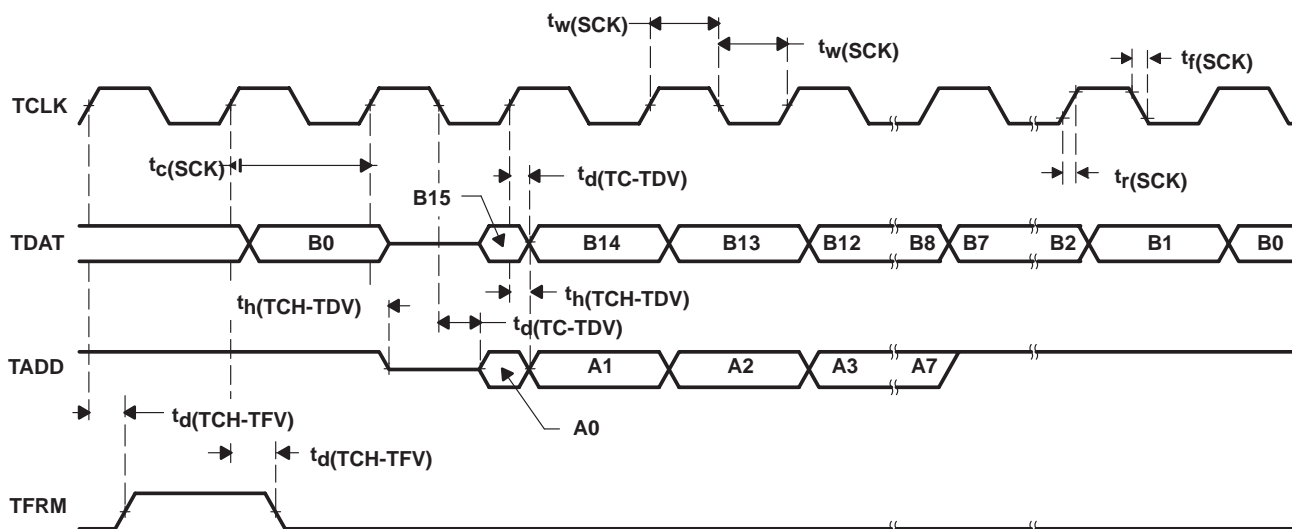 tw(SCK)
tw(SCK)
tf(SCK)
TCLK
tc(SCK)
td(TC-TDV)
tr(SCK)
B15
TDAT
B0
B14
B13
B12
B8
B7
B2
B1
B0
th(TCH-TDV)
th(TCH-TDV)
td(TC-TDV)
TADD
A1
A2
A3
A7
td(TCH-TFV)
A0
td(TCH-TFV)
TFRM